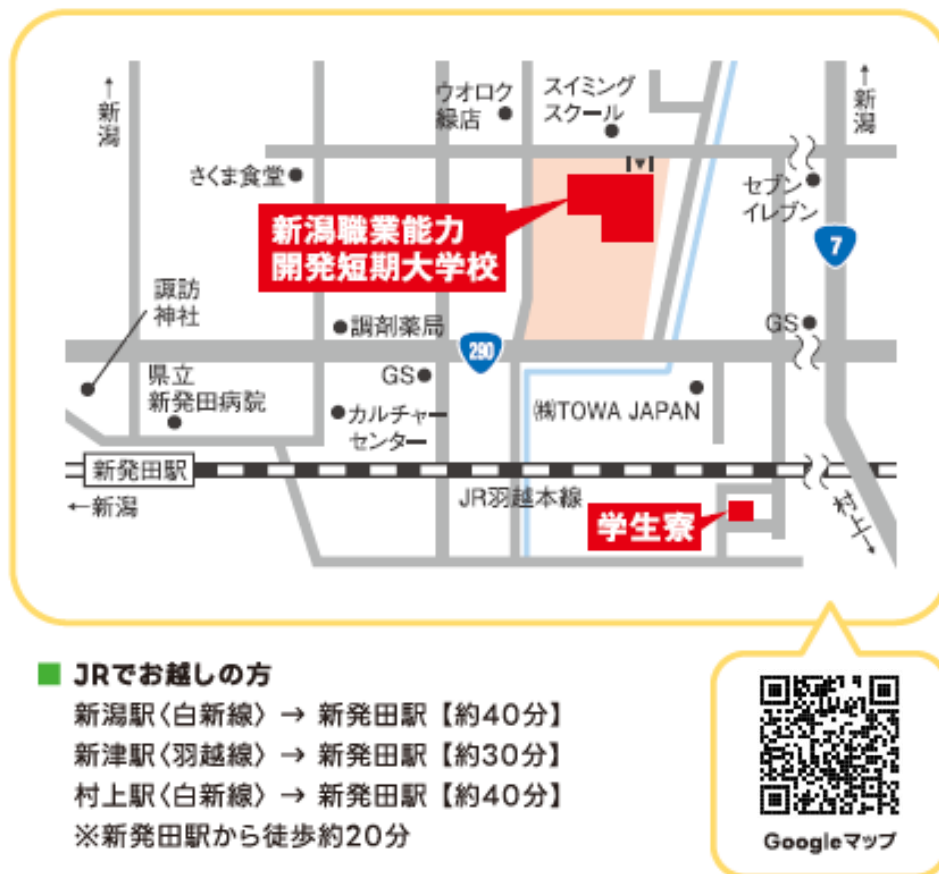 ↑新潟
ウオロク
緑店
スイミング
スクール
↑新潟
さくま食堂
セブン
イレブン
新潟職業能力
開発短期大学校
7
諏訪
神社
調剤薬局
290
GS
県立
新発田病院
GS
カルチャー
センター
㈱TOWA JAPAN
新発田駅
←新潟
JR羽越本線
学生寮
村上→
■ JRでお越しの方
新潟駅〈白新線〉→ 新発田駅【約40分】
新津駅〈羽越線〉→ 新発田駅【約30分】
村上駅〈白新線〉→ 新発田駅【約40分】
※新発田駅から徒歩約20分
Googleマップ